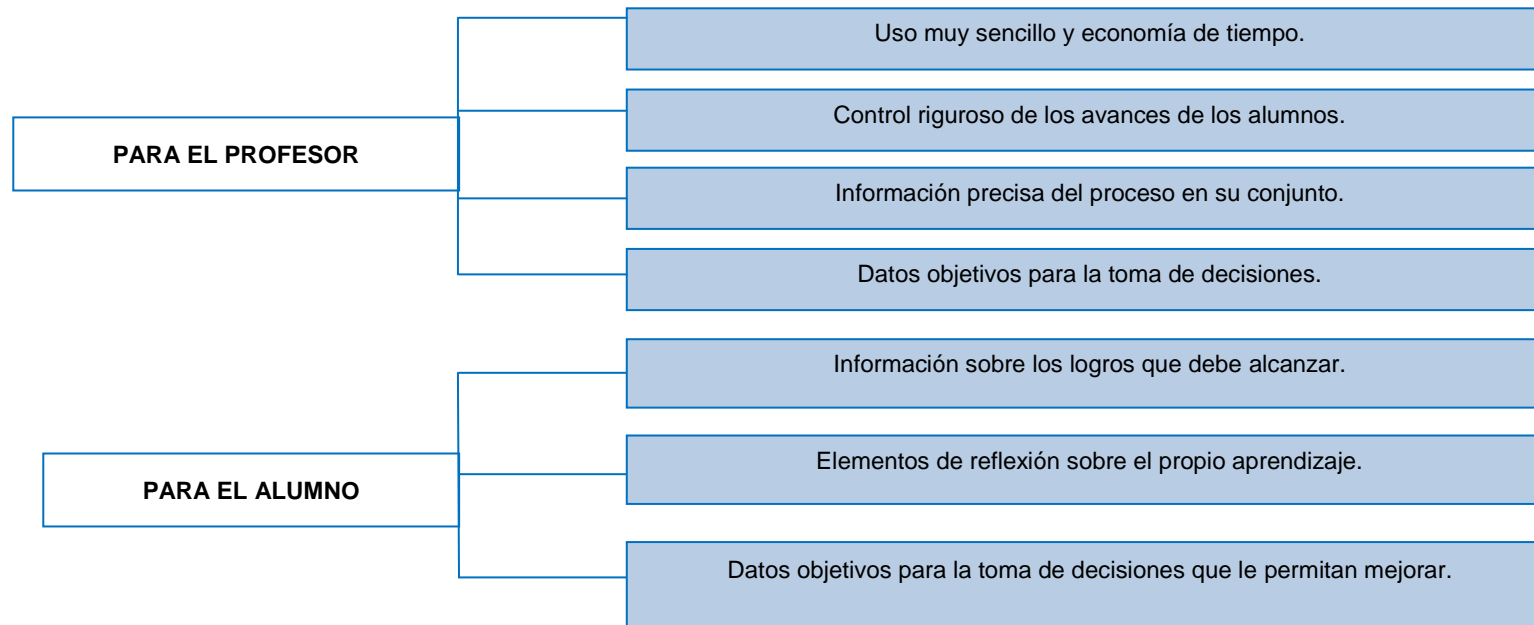 PARA EL PROFESOR
Uso muy sencillo y economía de tiempo.
Control riguroso de los avances de los alumnos.
Información precisa del proceso en su conjunto.
Datos objetivos para la toma de decisiones.
PARA EL ALUMNO
Información sobre los logros que debe alcanzar.
Elementos de reflexión sobre el propio aprendizaje.
Datos objetivos para la toma de decisiones que le permitan mejorar.